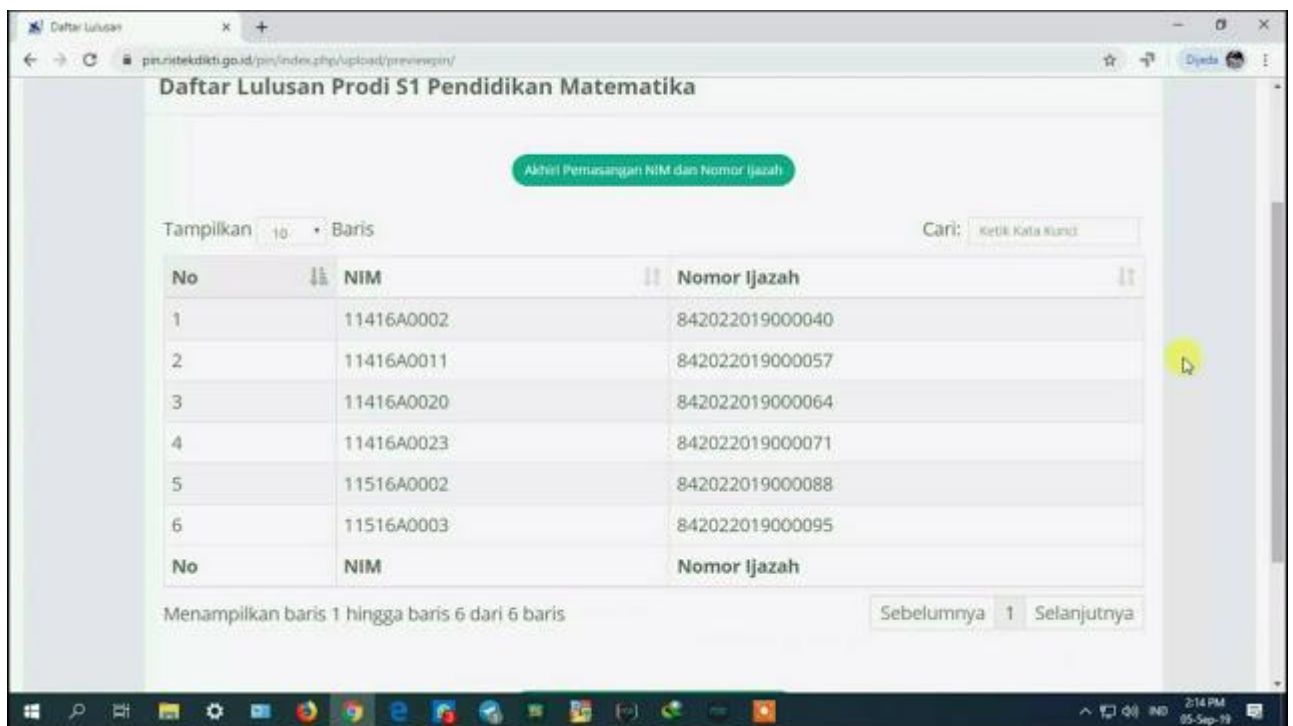 Daftar Lulusan
pin.ristekdikti.go.id/pin/index.php/upload/previewpin/
Dijeda
Daftar Lulusan Prodi S1 Pendidikan Matematika
Akhiri Pemasangan NIM dan Nomor Ijazah
Tampilkan 10 Baris
Cari: Ketik Kata Kunci
No NIM Nomor Ijazah
1 11416A0002 842022019000040
2 11416A0011 842022019000057
3 11416A0020 842022019000064
4 11416A0023 842022019000071
5 11516A0002 842022019000088
6 11516A0003 842022019000095
No NIM Nomor Ijazah
Menampilkan baris 1 hingga baris 6 dari 6 baris
Sebelumnya 1 Selanjutnya
IND
2:14 PM
05-Sep-19